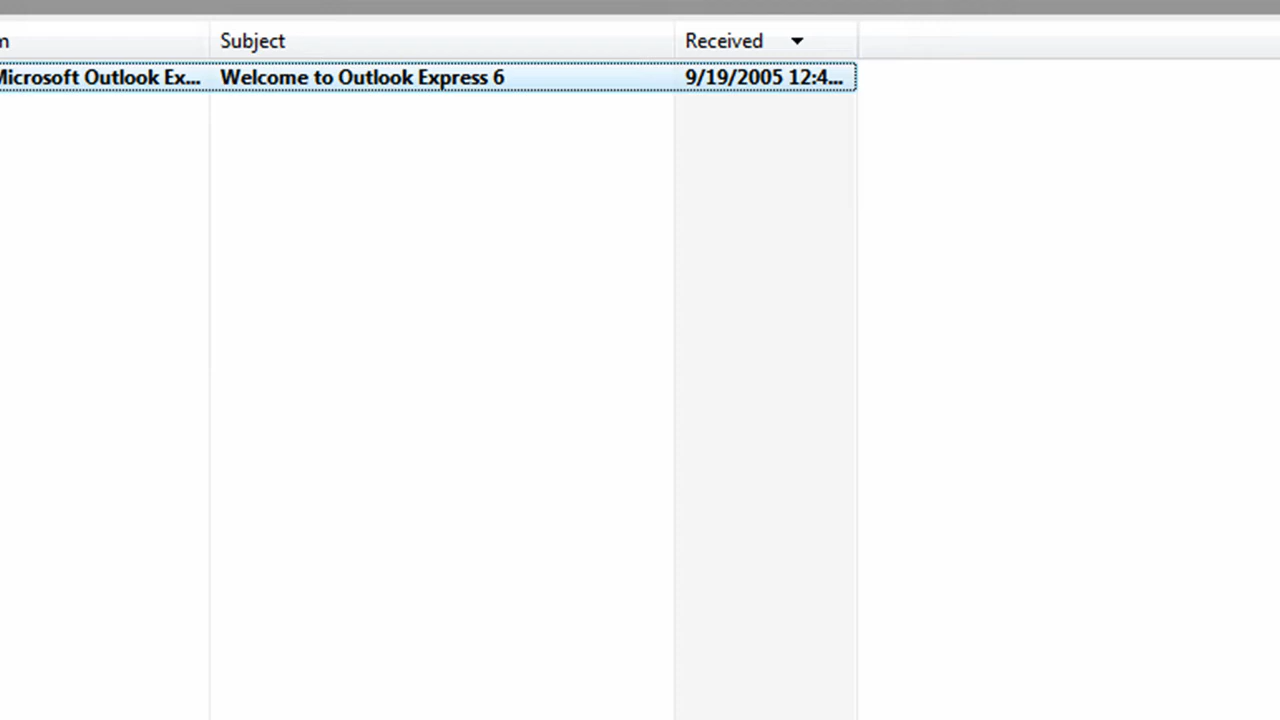 m Subject Received
Microsoft Outlook Ex... Welcome to Outlook Express 6 9/19/2005 12:4...